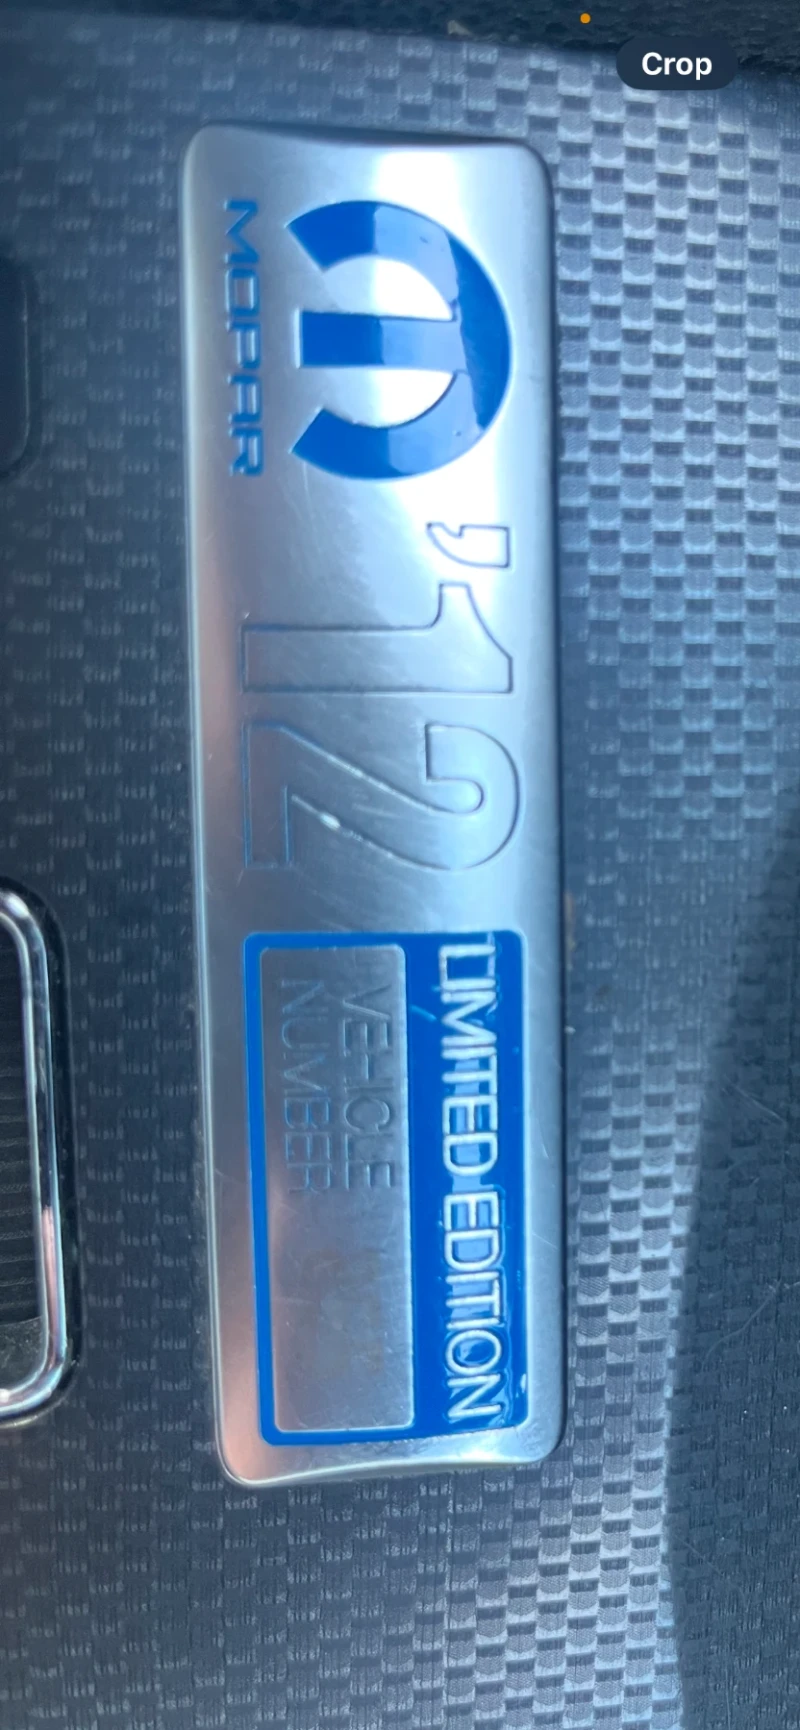 Crop
MOPAR
'12
LIMITED EDITION
VEHICLE
NUMBER